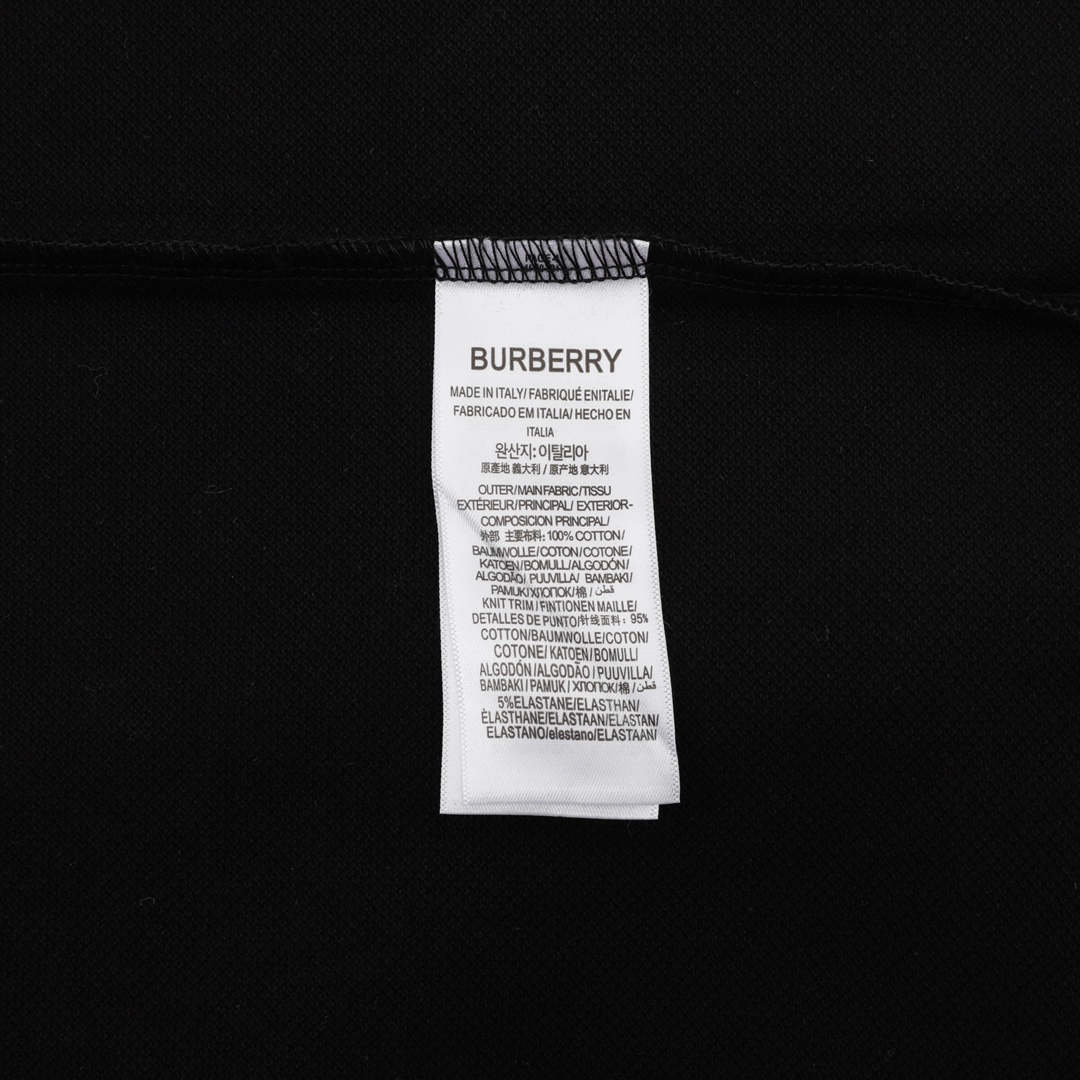 BURBERRY
MADE IN ITALY/ FABRIQUÉ ENITALIE/
FABRICADO EM ITALIA/ HECHO EN
ITALIA
완산지: 이탈리아
原產地 義大利 / 原产地 意大利
OUTER/MAIN FABRIC/TISSU
EXTÉRIEUR/PRINCIPAL/ EXTERIOR-
COMPOSICION PRINCIPAL/
外部 主要布料: 100% COTTON/
BAUMWOLLE/COTON/COTONE/
KATOEN/BOMULL/ALGODÓN/
ALGODÃO/ PUUVILLA/ BAMBAKI/
PAMUK/ХЛОПОК/棉 / قطن
KNIT TRIM / FINTIONEN MAILLE/
DETALLES DE PUNTO/针线面料: 95%
COTTON/BAUMWOLLE/COTON/
COTONE/ KATOEN/BOMULL/
ALGODÓN /ALGODÃO / PUUVILLA/
BAMBAKI / PAMUK / ХЛОПОК/棉 / قطن
5%ELASTANE/ELASTHAN/
ÈLASTHANE/ELASTAAN/ELASTAN/
ELASTANO/elestano/ELASTAAN/